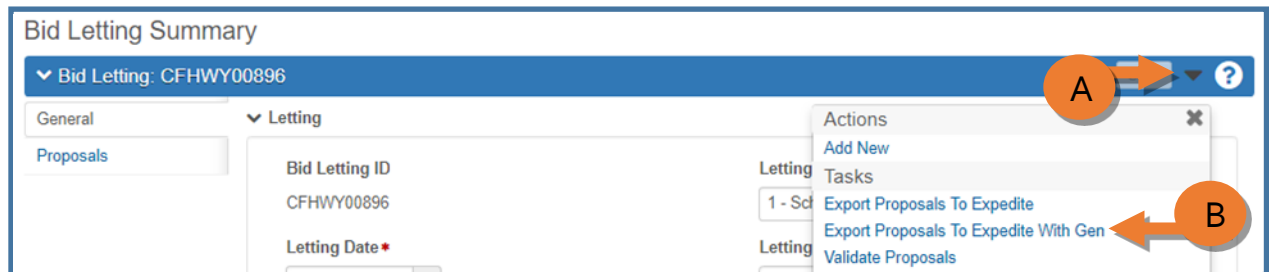 Bid Letting Summary
Bid Letting: CFHWY00896
A
?
General
Letting
Actions
Proposals
Add New
Bid Letting ID
Letting
Tasks
CFHWY00896
1 - Sch
Export Proposals To Expedite
Export Proposals To Expedite With Gen
B
Letting Date*
Letting
Validate Proposals